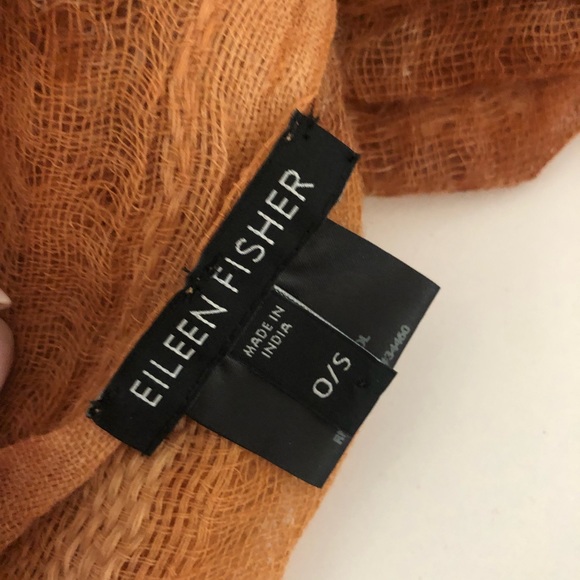 EILEEN FISHER
MADE IN
INDIA
O/S